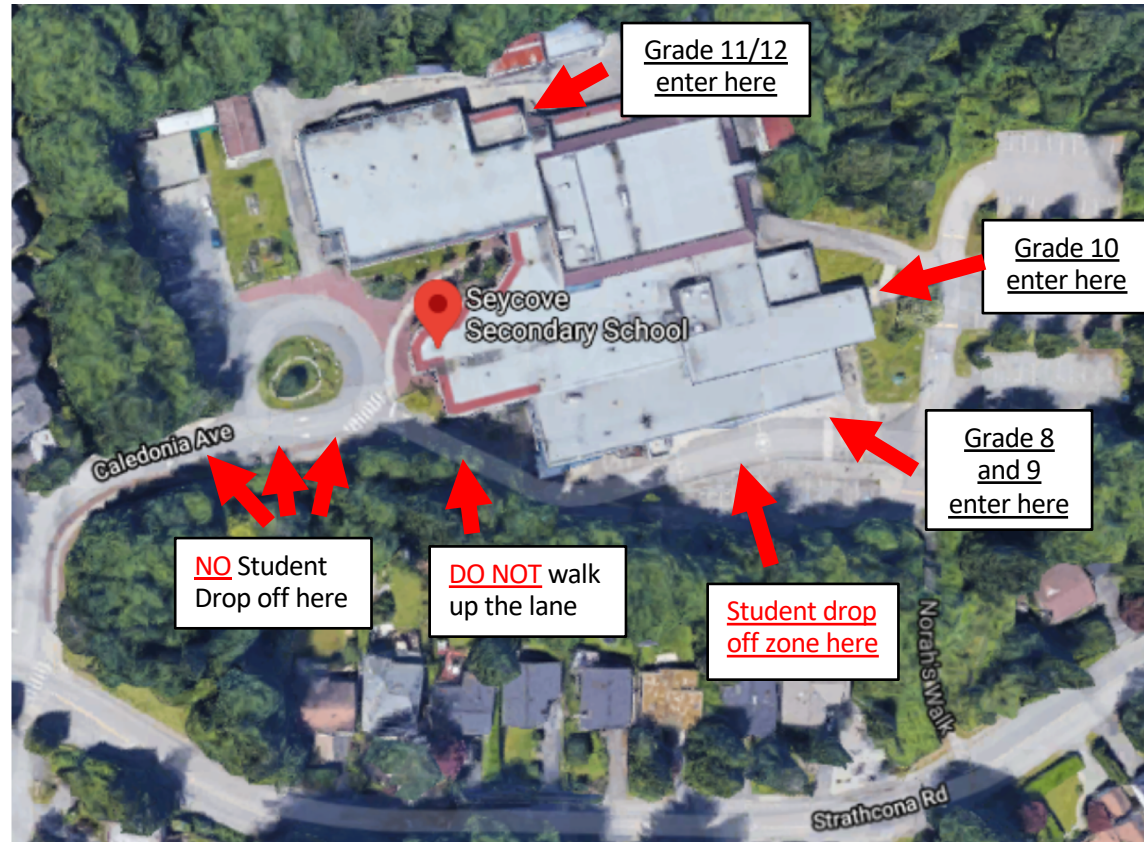 Grade 11/12
enter here
Grade 10
enter here
Seycove
Secondary School
Caledonia Ave
Grade 8
and 9
enter here
NO Student
Drop off here
DO NOT walk
up the lane
Student drop
off zone here
Norah's Walk
Strathcona Rd